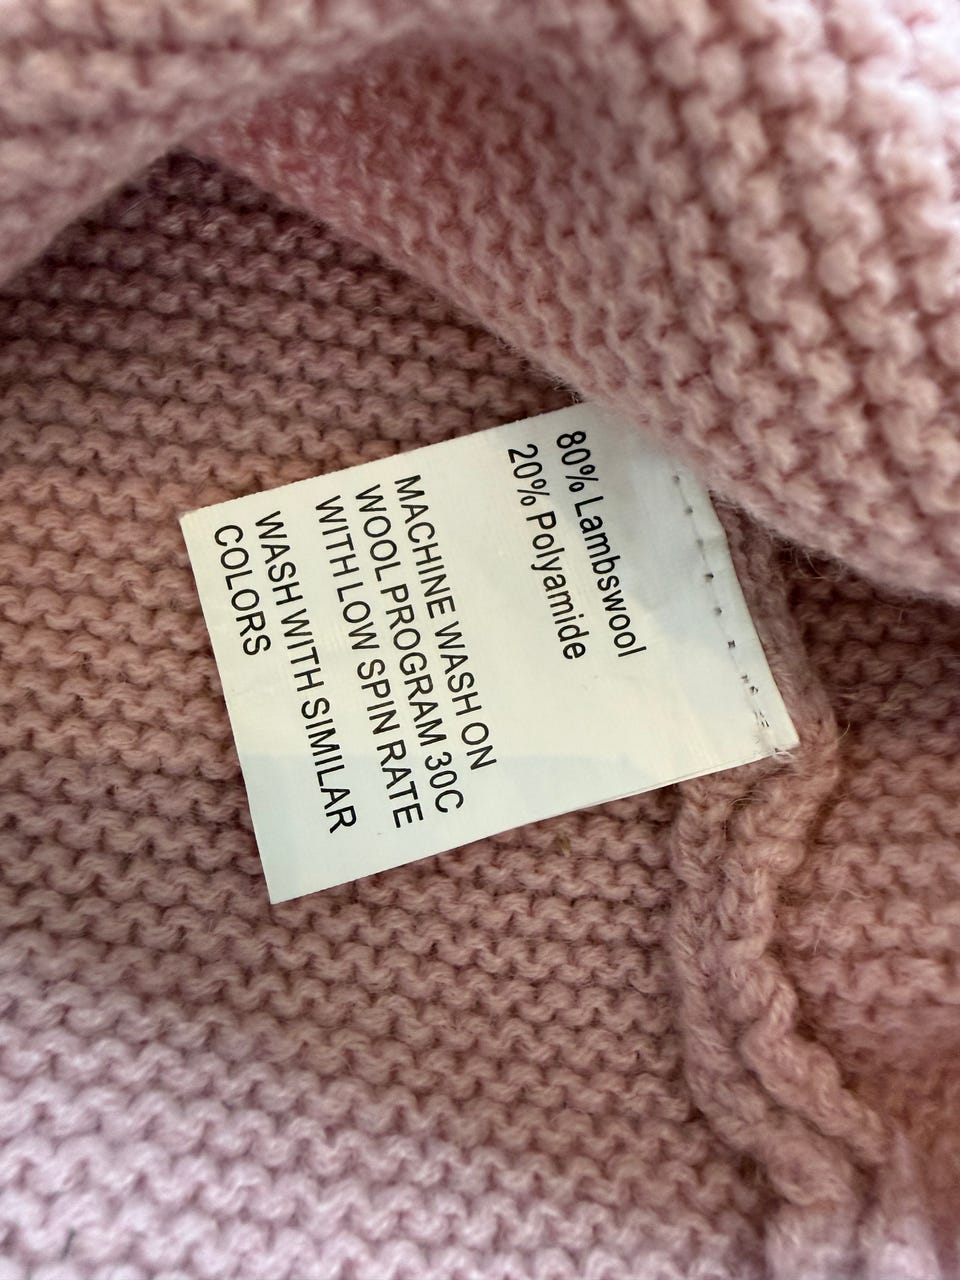 80% Lambswool
20% Polyamide
MACHINE WASH ON
WOOL PROGRAM 30C
WITH LOW SPIN RATE
WASH WITH SIMILAR
COLORS